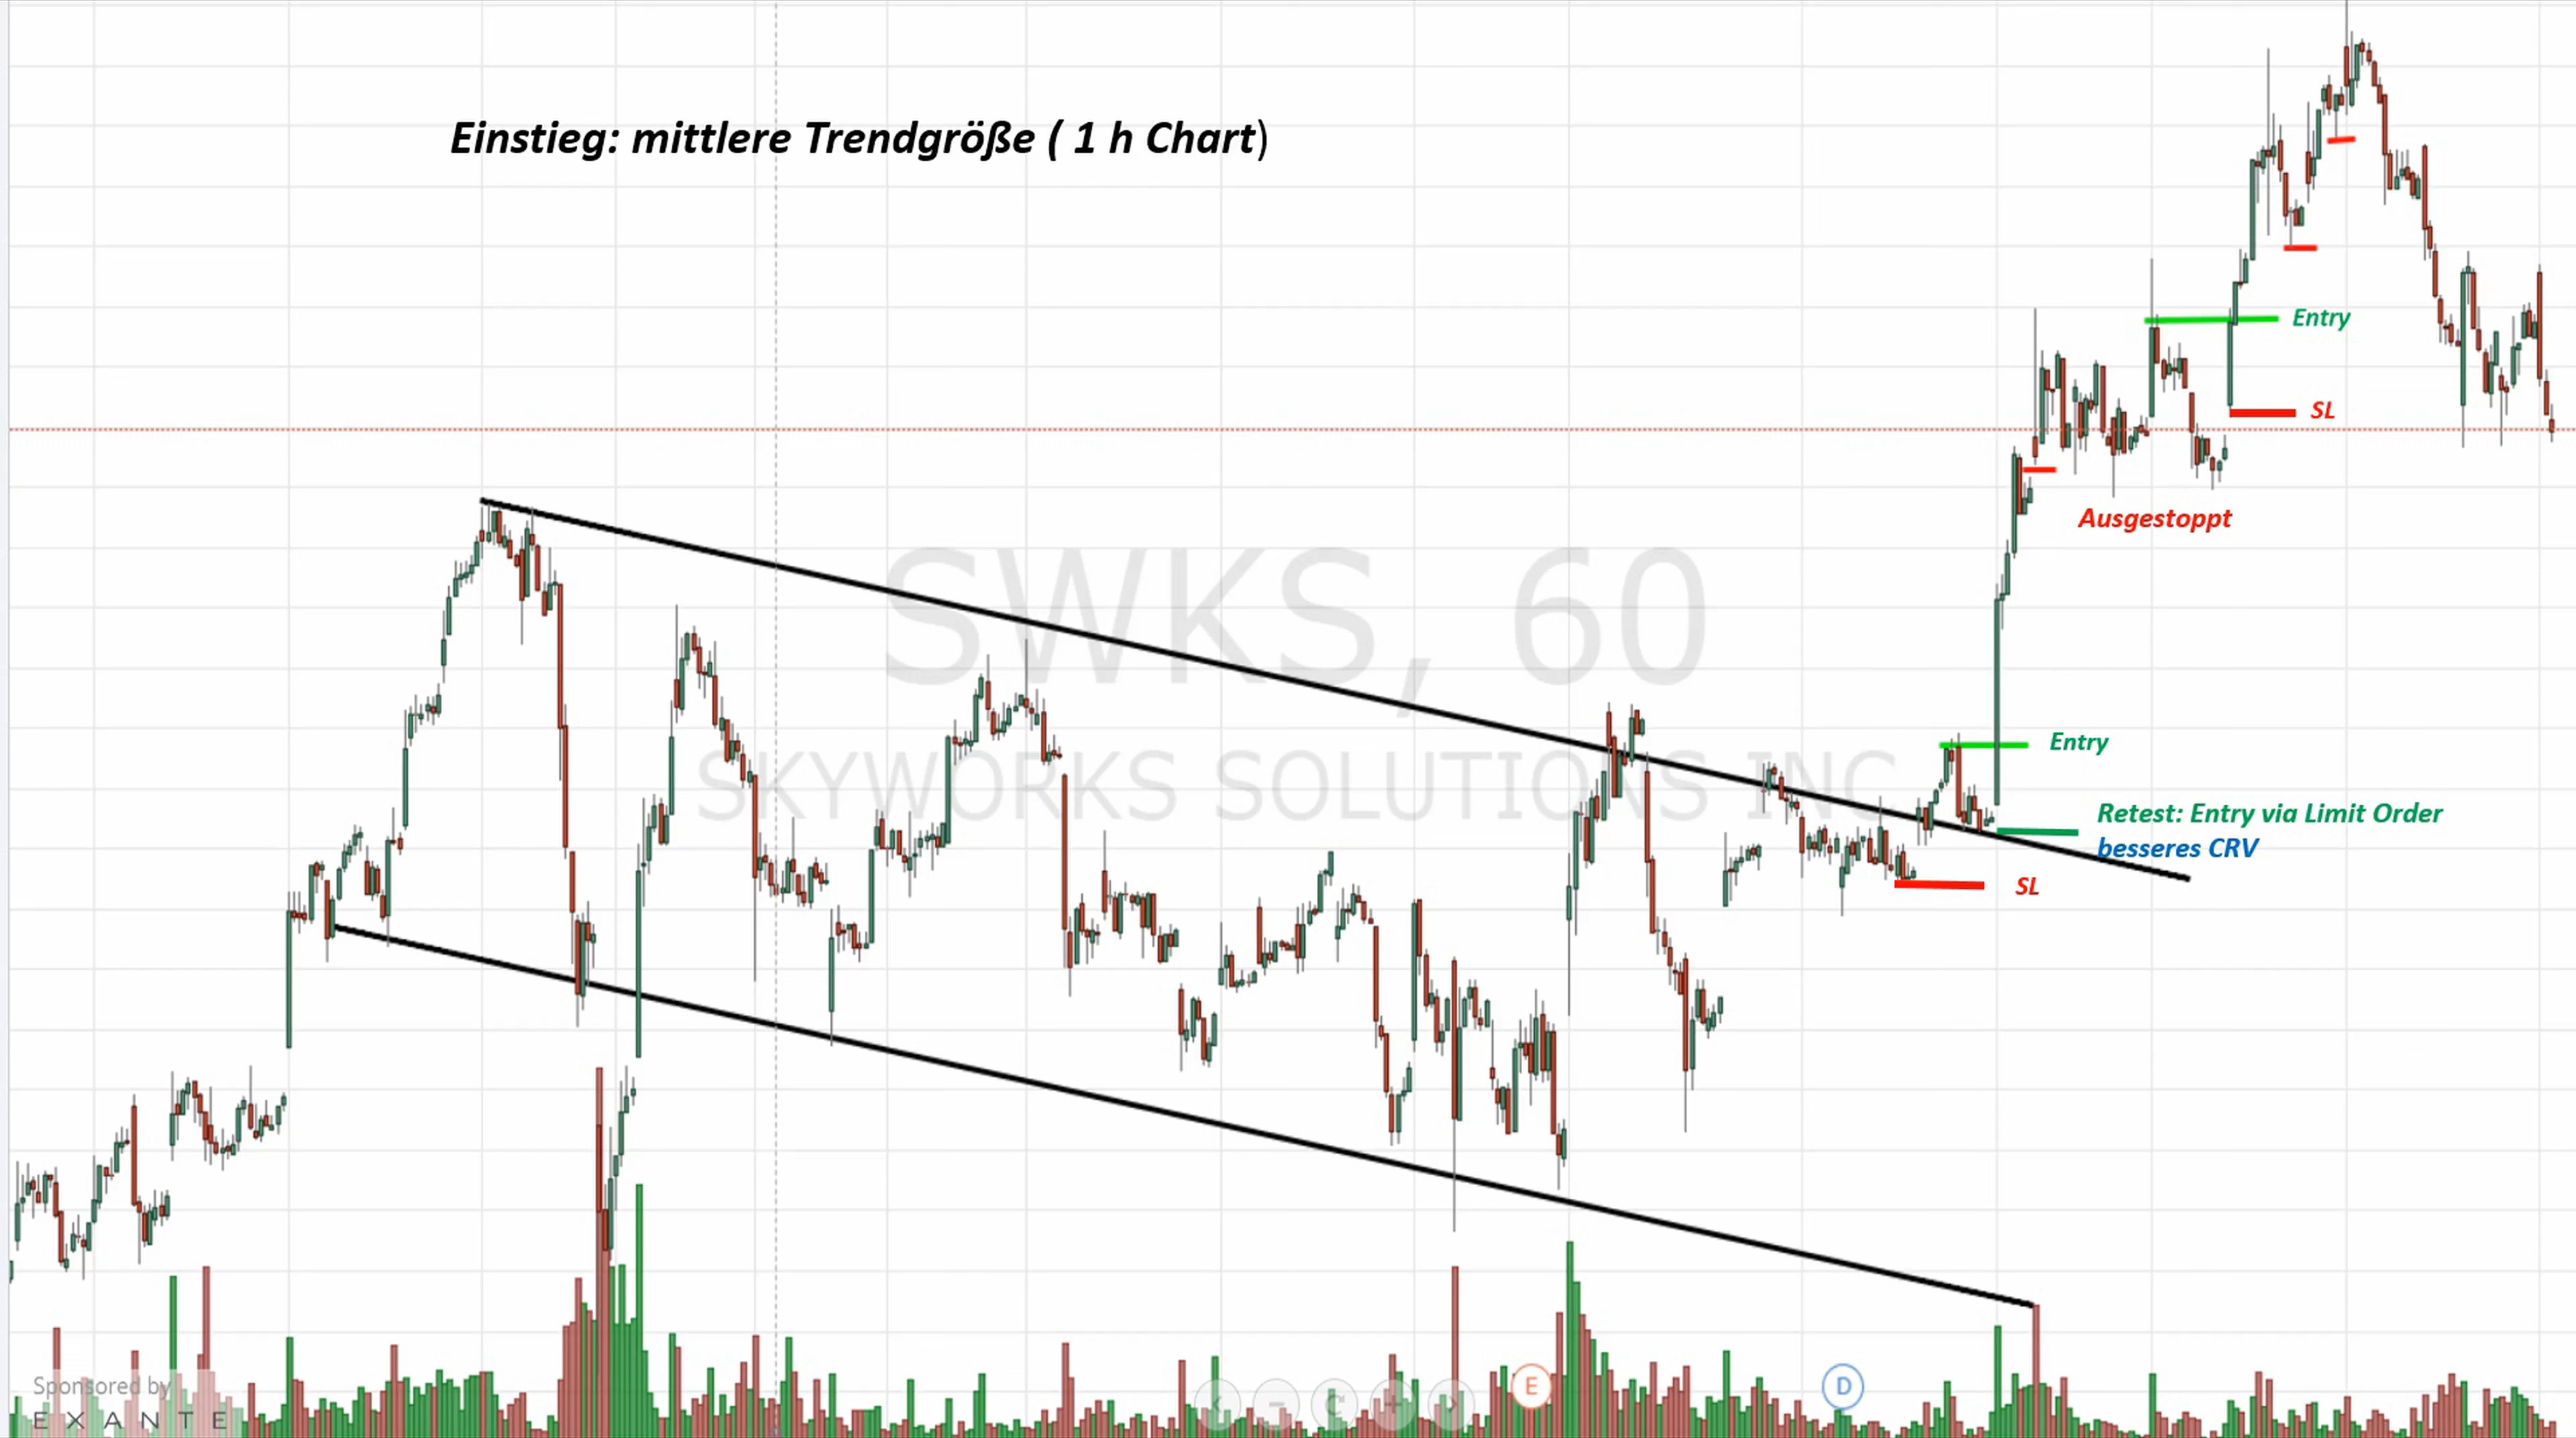 Einstieg: mittlere Trendgröße ( 1 h Chart)
Entry
SL
Ausgestoppt
SWKS, 60
SKYWORKS SOLUTIONS INC
Entry
Retest: Entry via Limit Order
besseres CRV
SL
Sponsored by
EXANTE
E
D